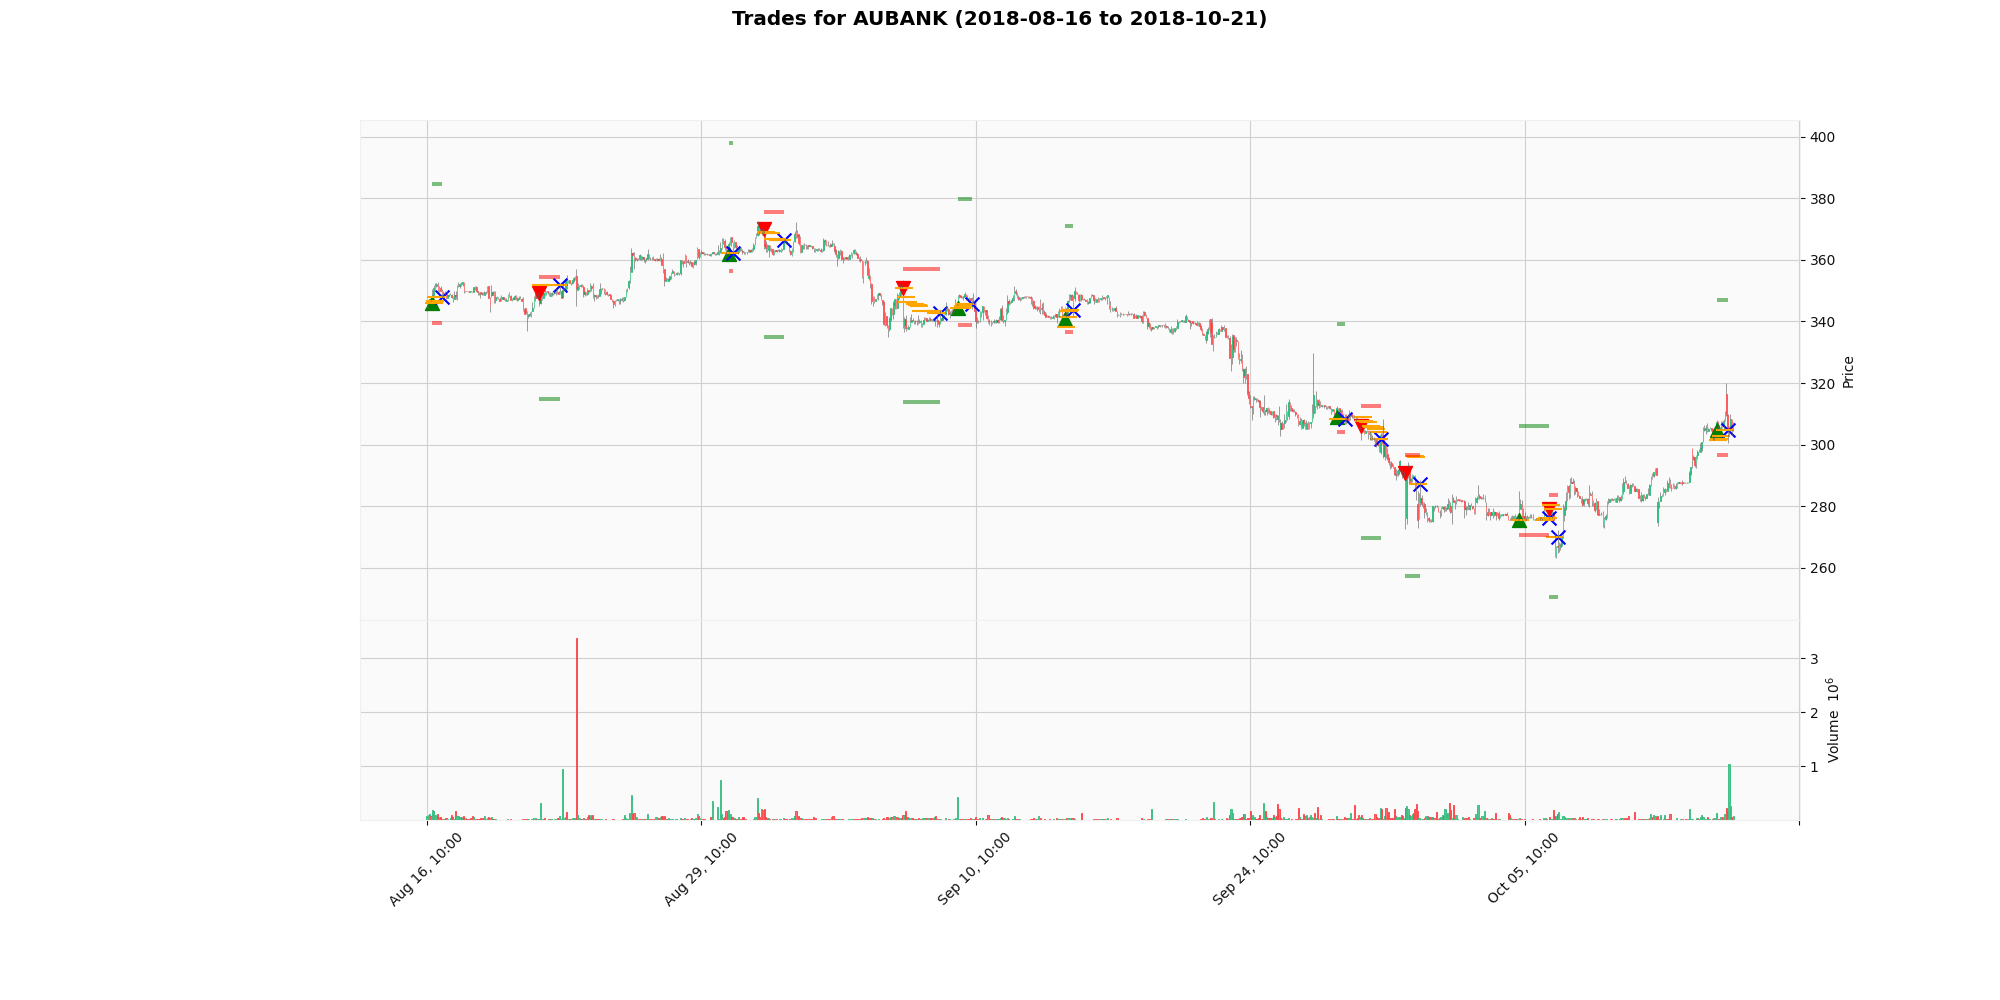 Trades for AUBANK (2018-08-16 to 2018-10-21)
400
380
360
340
320
300
280
260
Price
3
2
1
Volume 10⁶
Aug 16, 10:00
Aug 29, 10:00
Sep 10, 10:00
Sep 24, 10:00
Oct 05, 10:00